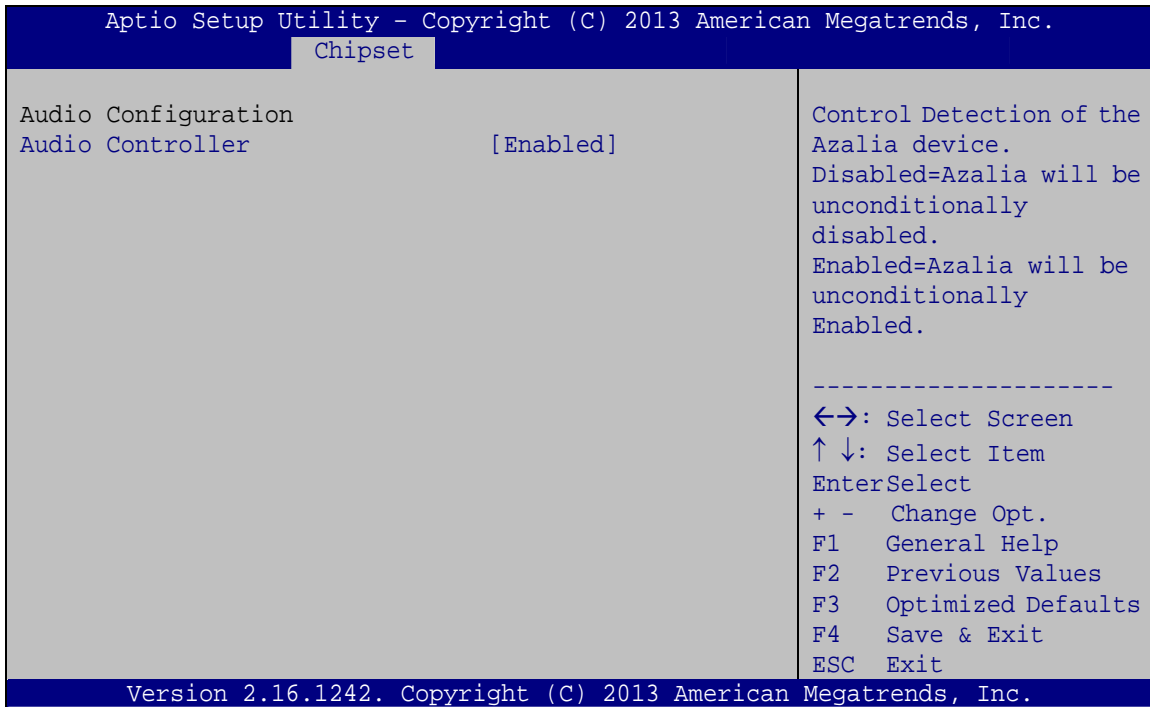 Aptio Setup Utility – Copyright (C) 2013 American Megatrends, Inc.
Chipset
Audio Configuration
Audio Controller [Enabled]
Control Detection of the
Azalia device.
Disabled=Azalia will be
unconditionally
disabled.
Enabled=Azalia will be
unconditionally
Enabled.
---------------------
←→: Select Screen
↑ ↓: Select Item
EnterSelect
+ - Change Opt.
F1 General Help
F2 Previous Values
F3 Optimized Defaults
F4 Save & Exit
ESC Exit
Version 2.16.1242. Copyright (C) 2013 American Megatrends, Inc.